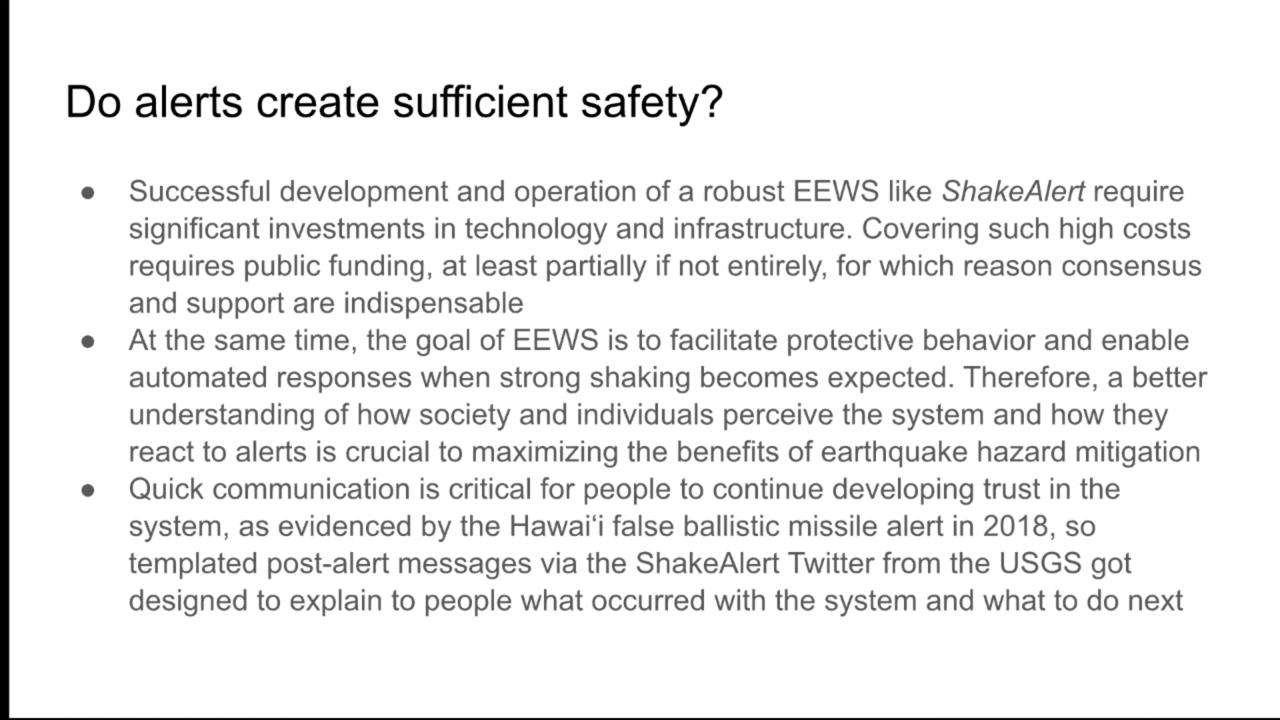 Do alerts create sufficient safety?
● Successful development and operation of a robust EEWS like ShakeAlert require
significant investments in technology and infrastructure. Covering such high costs
requires public funding, at least partially if not entirely, for which reason consensus
and support are indispensable
● At the same time, the goal of EEWS is to facilitate protective behavior and enable
automated responses when strong shaking becomes expected. Therefore, a better
understanding of how society and individuals perceive the system and how they
react to alerts is crucial to maximizing the benefits of earthquake hazard mitigation
● Quick communication is critical for people to continue developing trust in the
system, as evidenced by the Hawai‘i false ballistic missile alert in 2018, so
templated post-alert messages via the ShakeAlert Twitter from the USGS got
designed to explain to people what occurred with the system and what to do next